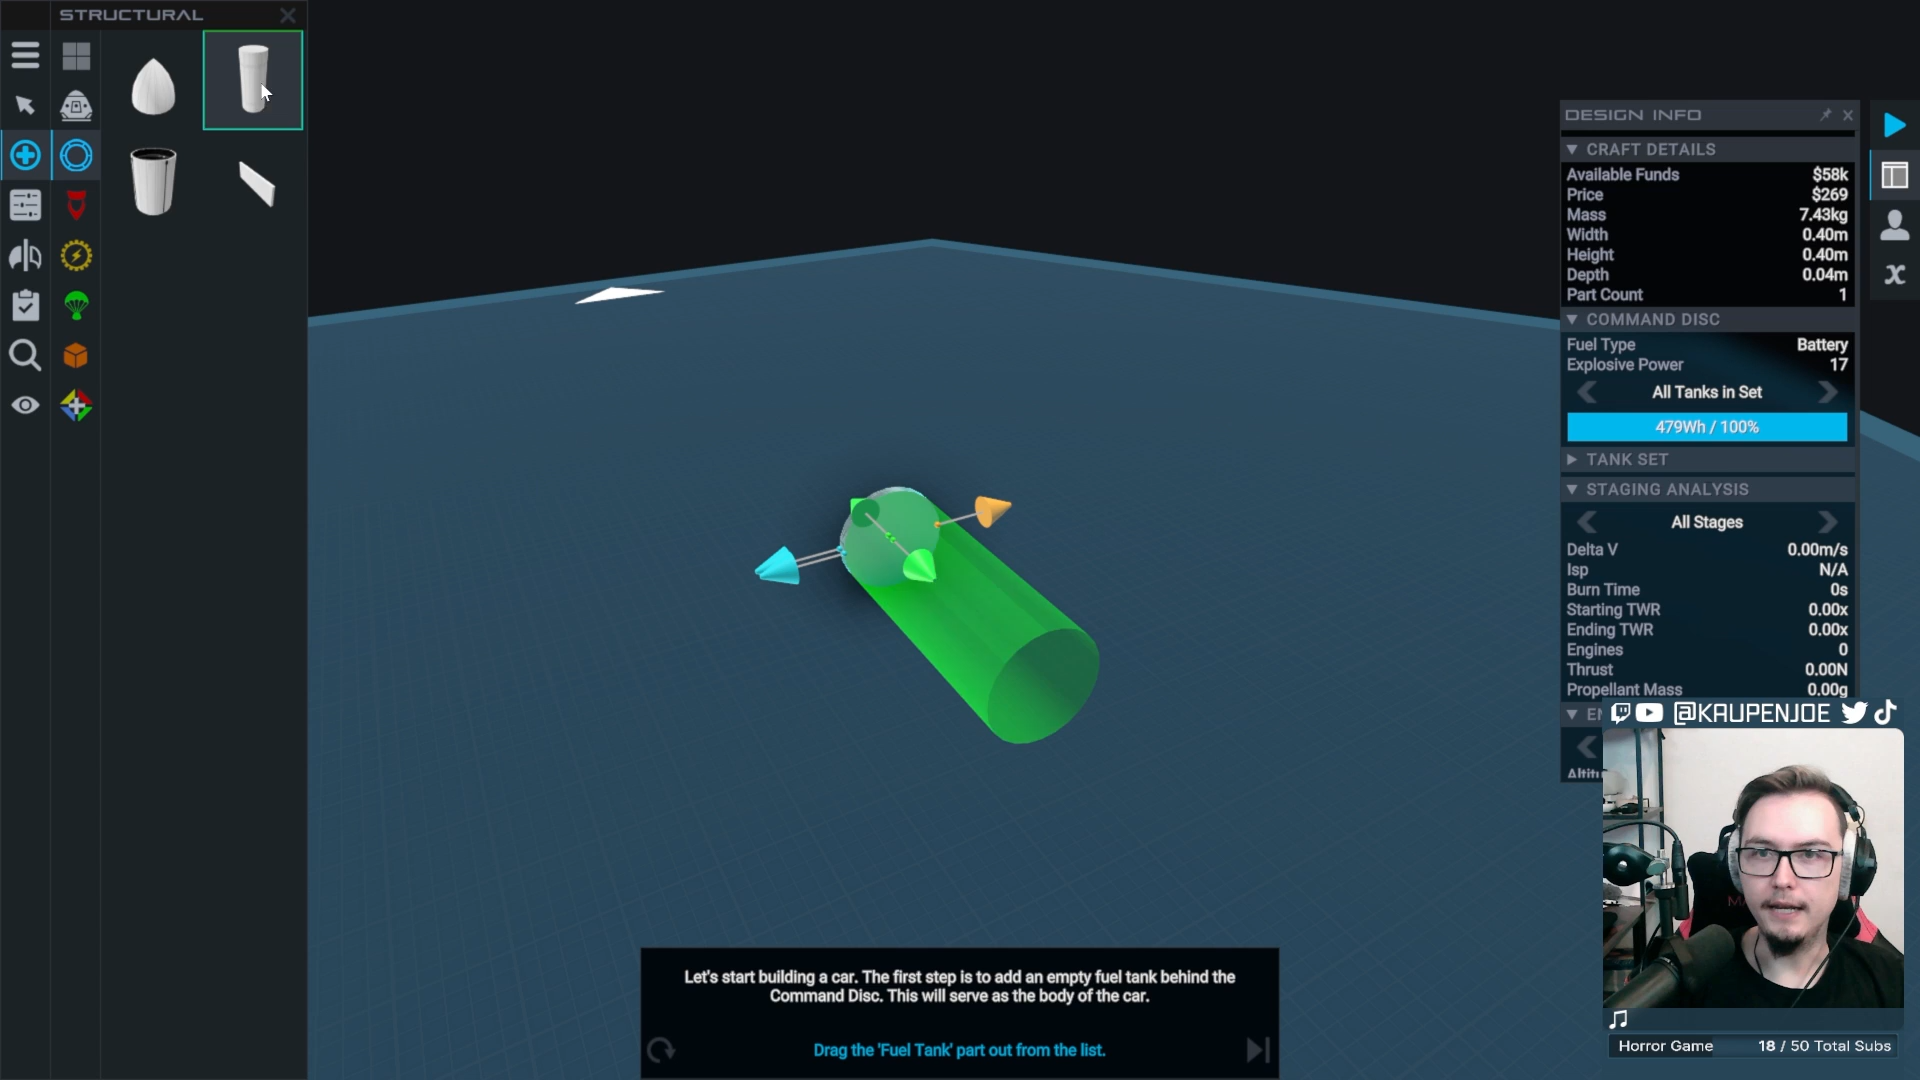 STRUCTURAL
DESIGN INFO
CRAFT DETAILS
Available Funds $58k
Price $269
Mass 7.43kg
Width 0.40m
Height 0.40m
Depth 0.04m
Part Count 1
COMMAND DISC
Fuel Type Battery
Explosive Power 17
All Tanks in Set
479Wh / 100%
TANK SET
STAGING ANALYSIS
All Stages
Delta V 0.00m/s
Isp N/A
Burn Time 0s
Starting TWR 0.00x
Ending TWR 0.00x
Engines 0
Thrust 0.00N
Propellant Mass 0.00g
@KAUPENJOE
Let's start building a car. The first step is to add an empty fuel tank behind the
Command Disc. This will serve as the body of the car.
Drag the 'Fuel Tank' part out from the list.
Horror Game 18 / 50 Total Subs